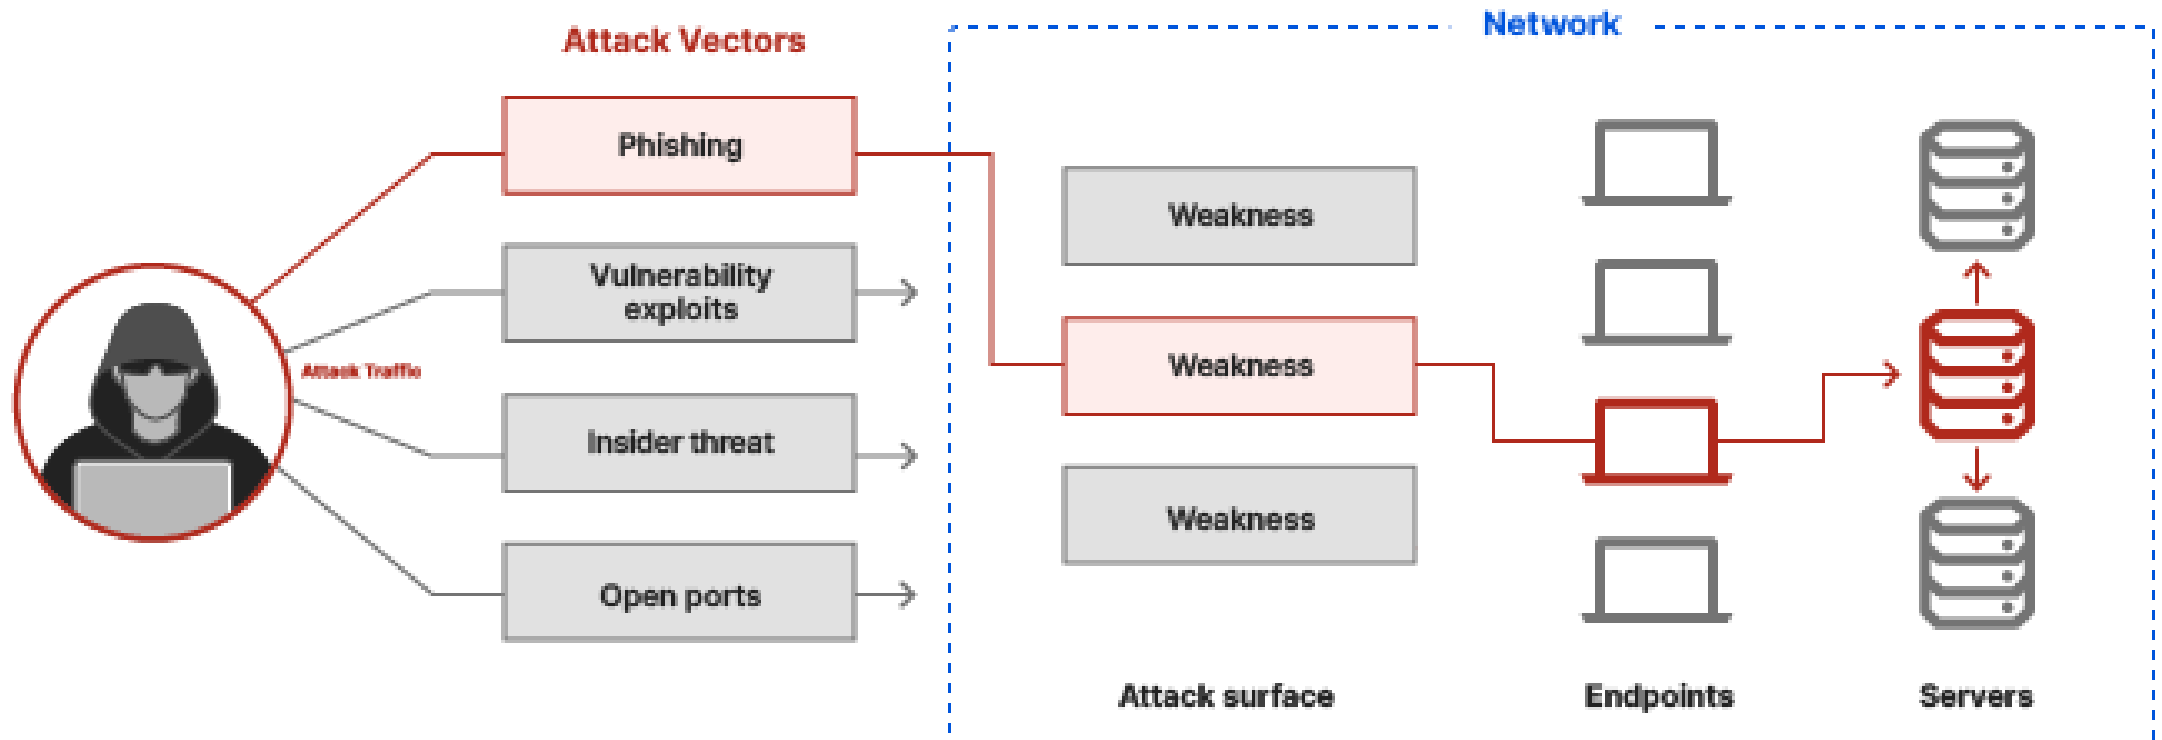 Attack Vectors
Network
Phishing
Vulnerability
exploits
Attack Traffic
Insider threat
Open ports
Weakness
Weakness
Weakness
Attack surface
Endpoints
Servers